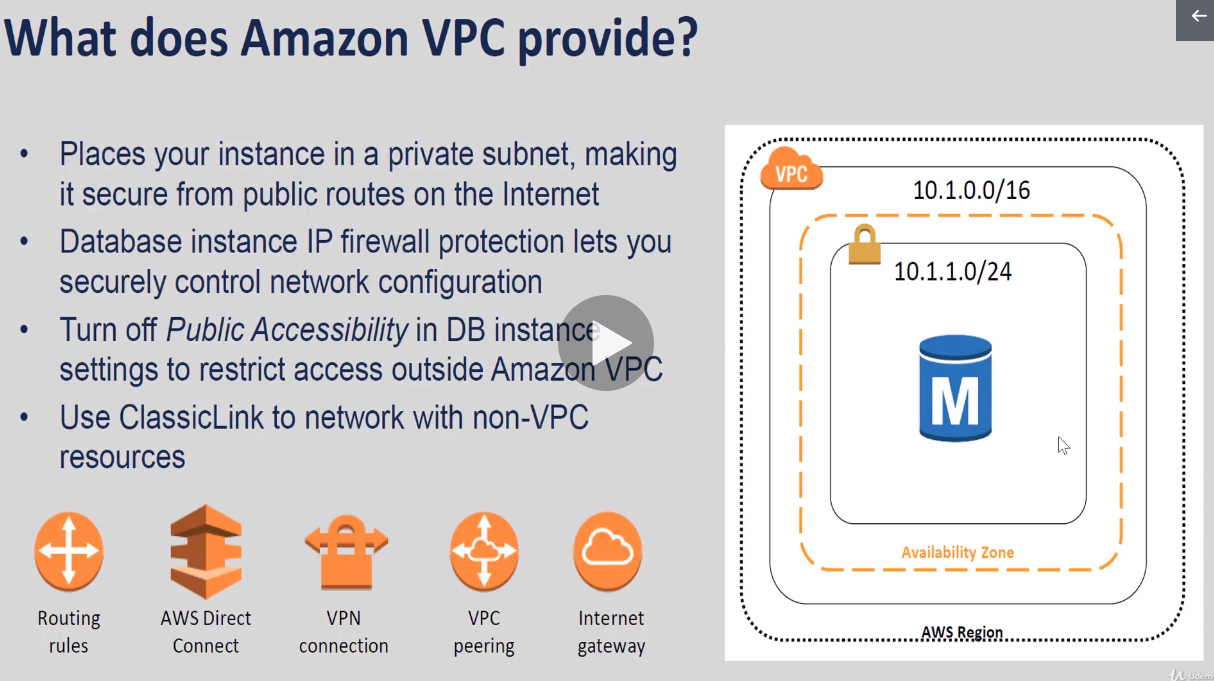 What does Amazon VPC provide?
• Places your instance in a private subnet, making
it secure from public routes on the Internet
• Database instance IP firewall protection lets you
securely control network configuration
• Turn off Public Accessibility in DB instance
settings to restrict access outside Amazon VPC
• Use ClassicLink to network with non-VPC
resources
Routing
rules
AWS Direct
Connect
VPN
connection
VPC
peering
Internet
gateway
VPC
10.1.0.0/16
10.1.1.0/24
M
Availability Zone
AWS Region
Udemy